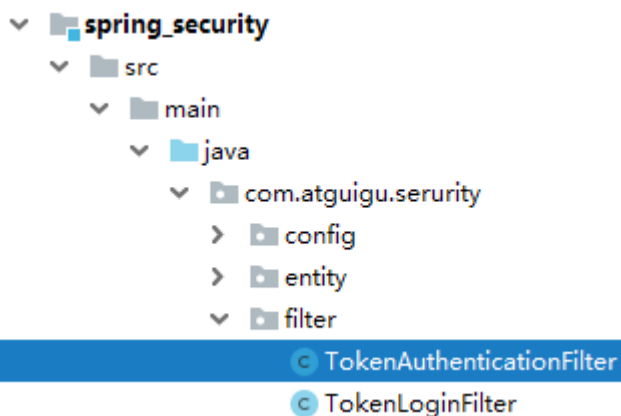 spring_security
src
main
java
com.atguigu.serurity
config
entity
filter
C TokenAuthenticationFilter
C TokenLoginFilter